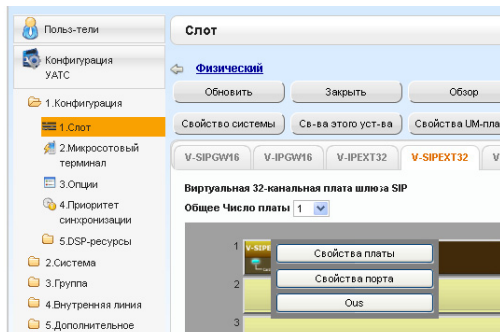 Польз-тели
Конфигурация
УАТС
1.Конфигурация
1.Слот
2.Микросотовый
терминал
3.Опции
4.Приоритет
синхронизации
5.DSP-ресурсы
2.Система
3.Группа
4.Внутренняя линия
5.Дополнительное
Слот
Физический
Обновить
Закрыть
Обзор
Свойство системы
Св-ва этого уст-ва
Свойства UM-пла
V-SIPGW16
V-IPGW16
V-IPEXT32
V-SIPEXT32
V
Виртуальная 32-канальная плата шлюза SIP
Общее Число платы 1
1
V-SIPE
Свойства платы
2
Свойства порта
Ous
3